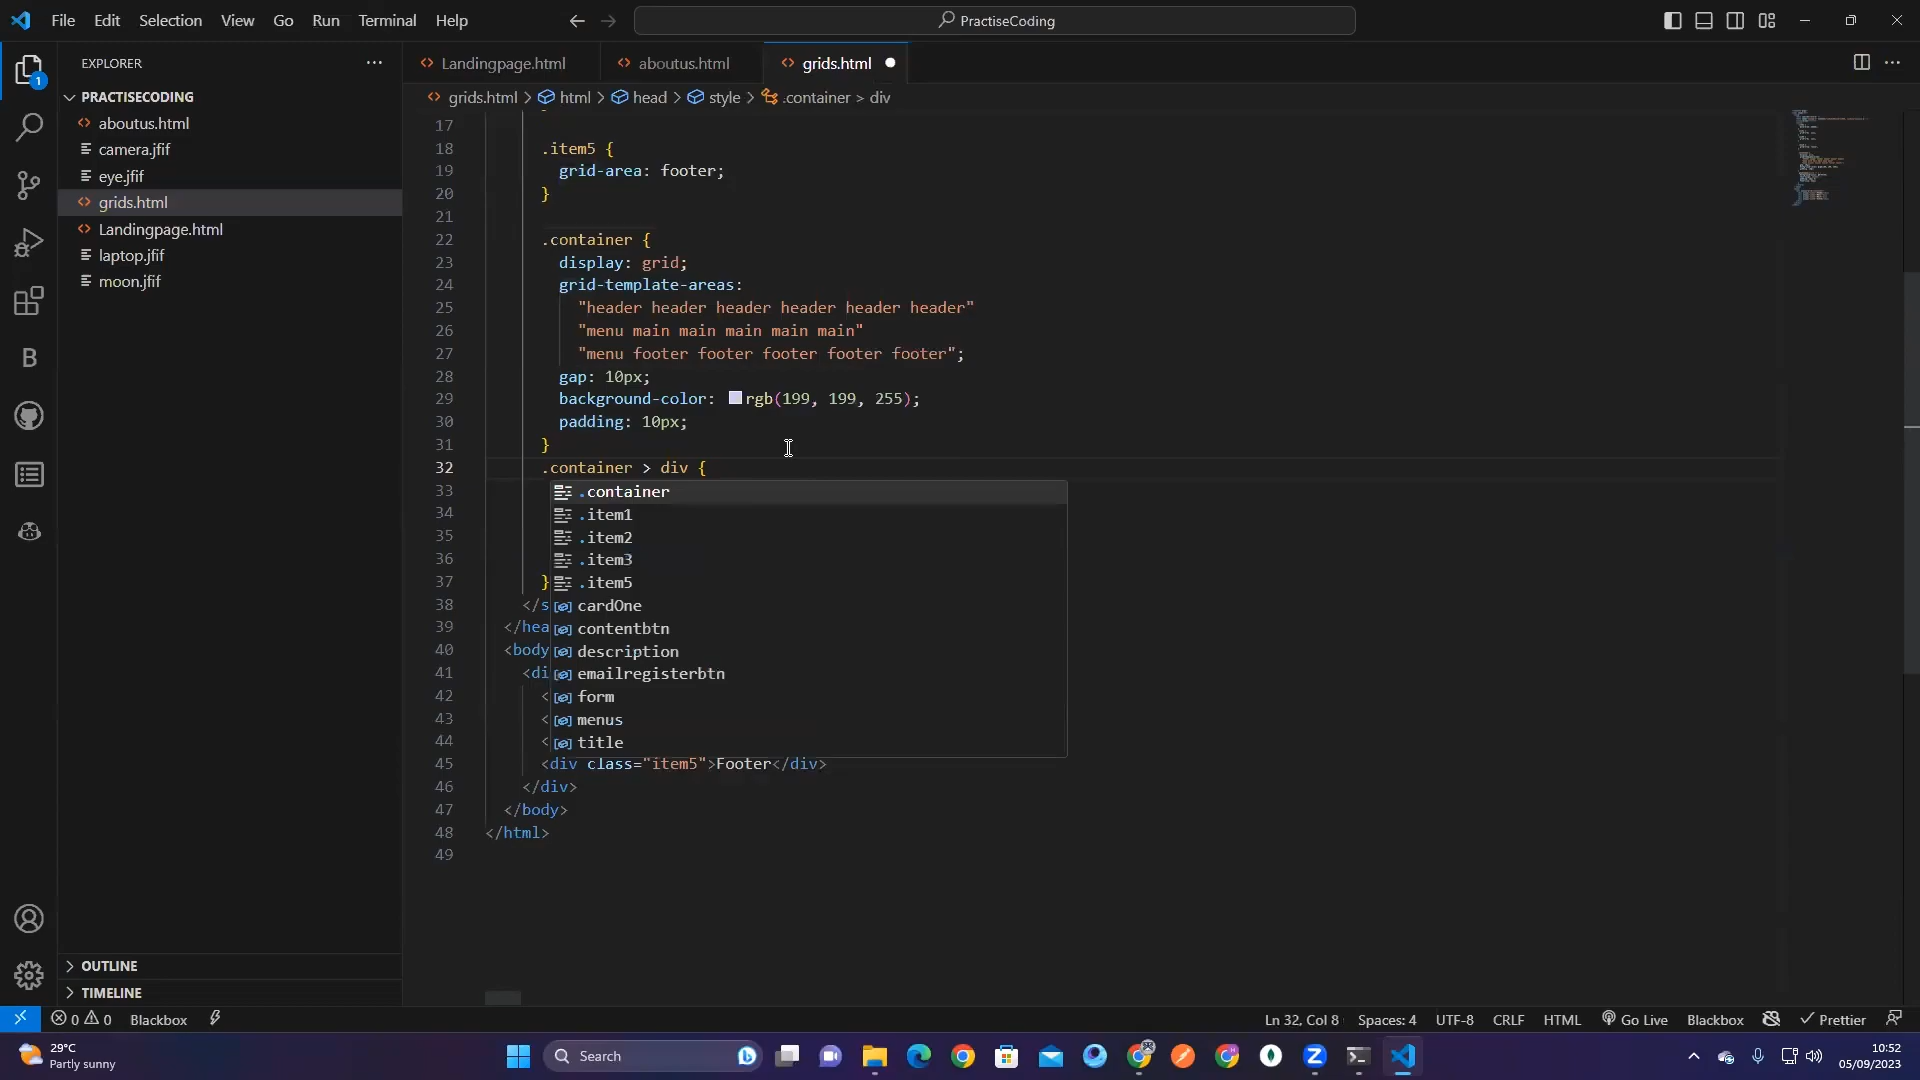 File Edit Selection View Go Run Terminal Help
PractiseCoding
1
EXPLORER
PRACTISECODING
aboutus.html
camera.jfif
eye.jfif
grids.html
Landingpage.html
laptop.jfif
moon.jfif
OUTLINE
TIMELINE
Landingpage.html
aboutus.html
grids.html
grids.html > html > head > style > .container > div
17
18 .item5 {
19 grid-area: footer;
20 }
21
22 .container {
23 display: grid;
24 grid-template-areas:
25 "header header header header header header"
26 "menu main main main main main"
27 "menu footer footer footer footer footer";
28 gap: 10px;
29 background-color: rgb(199, 199, 255);
30 padding: 10px;
31 }
32 .container > div {
33
34
35
36
37 }
38 </s
39 </hea
40 <body
41 <di
42 <
43 <
44 <
45 <div class="item5">Footer</div>
46 </div>
47 </body>
48 </html>
49
.container
.item1
.item2
.item3
.item5
cardOne
contentbtn
description
emailregisterbtn
form
menus
title
0 0 Blackbox
Ln 32, Col 8 Spaces: 4 UTF-8 CRLF HTML Go Live Blackbox Prettier
29°C
Partly sunny
Search
10:52
05/09/2023